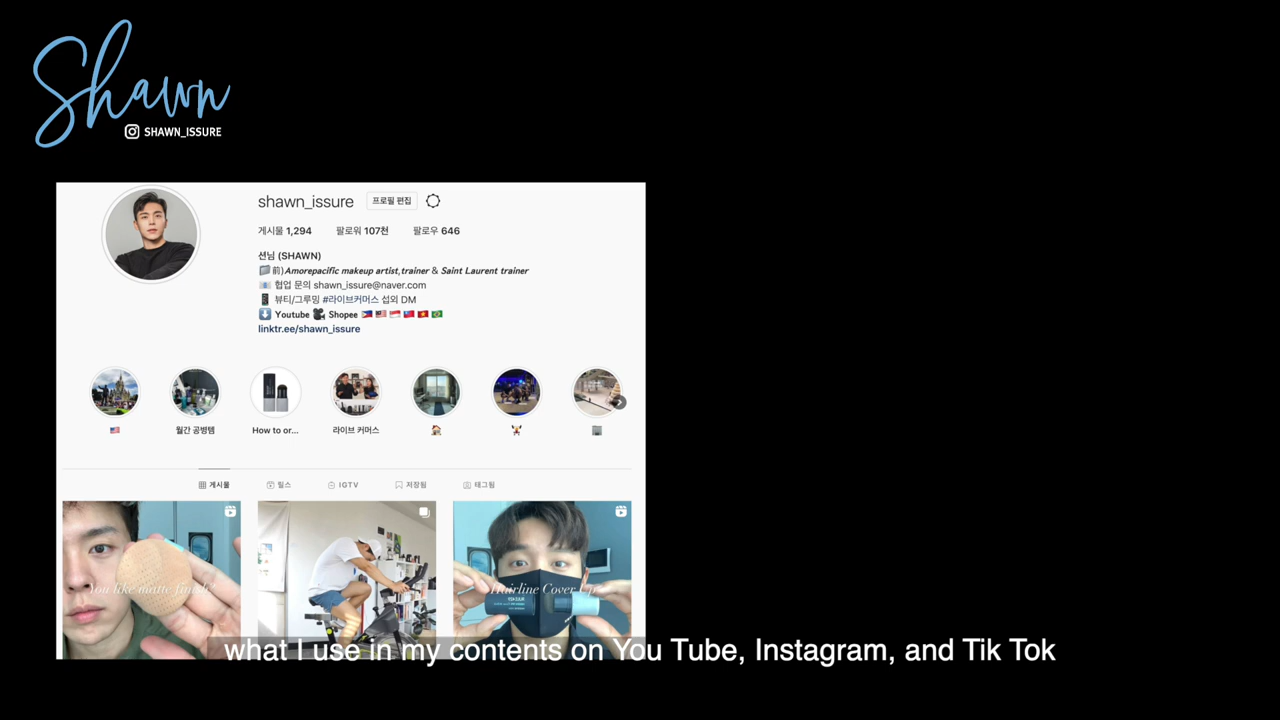 Shawn
SHAWN_ISSURE
shawn_issure 프로필 편집
게시물 1,294 팔로워 107천 팔로우 646
션님 (SHAWN)
前)Amorepacific makeup artist,trainer & Saint Laurent trainer
협업 문의 shawn_issure@naver.com
뷰티/그루밍 #라이브커머스 섭외 DM
Youtube Shopee
linktr.ee/shawn_issure
월간 공병템 How to or... 라이브 커머스
게시물 릴스 IGTV 저장됨 태그됨
You like matte finish?
Hairline Cover Up?
what I use in my contents on You Tube, Instagram, and Tik Tok